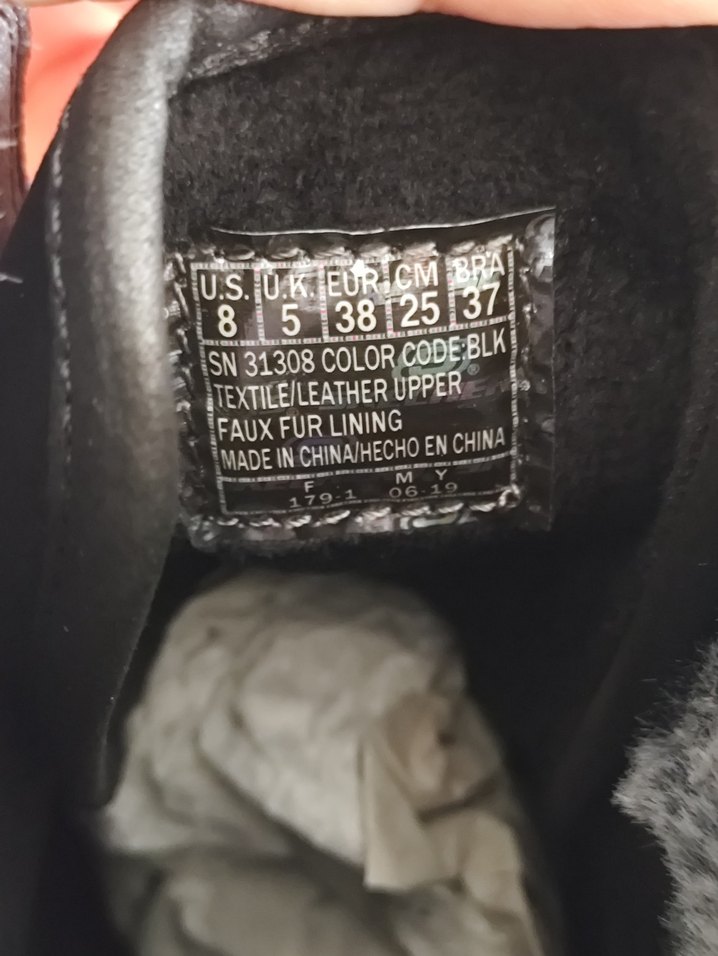 U.S. U.K. EUR CM BRA
8 5 38 25 37
SN 31308 COLOR CODE:BLK
TEXTILE/LEATHER UPPER
FAUX FUR LINING
MADE IN CHINA/HECHO EN CHINA
F M Y
179-1 06-19